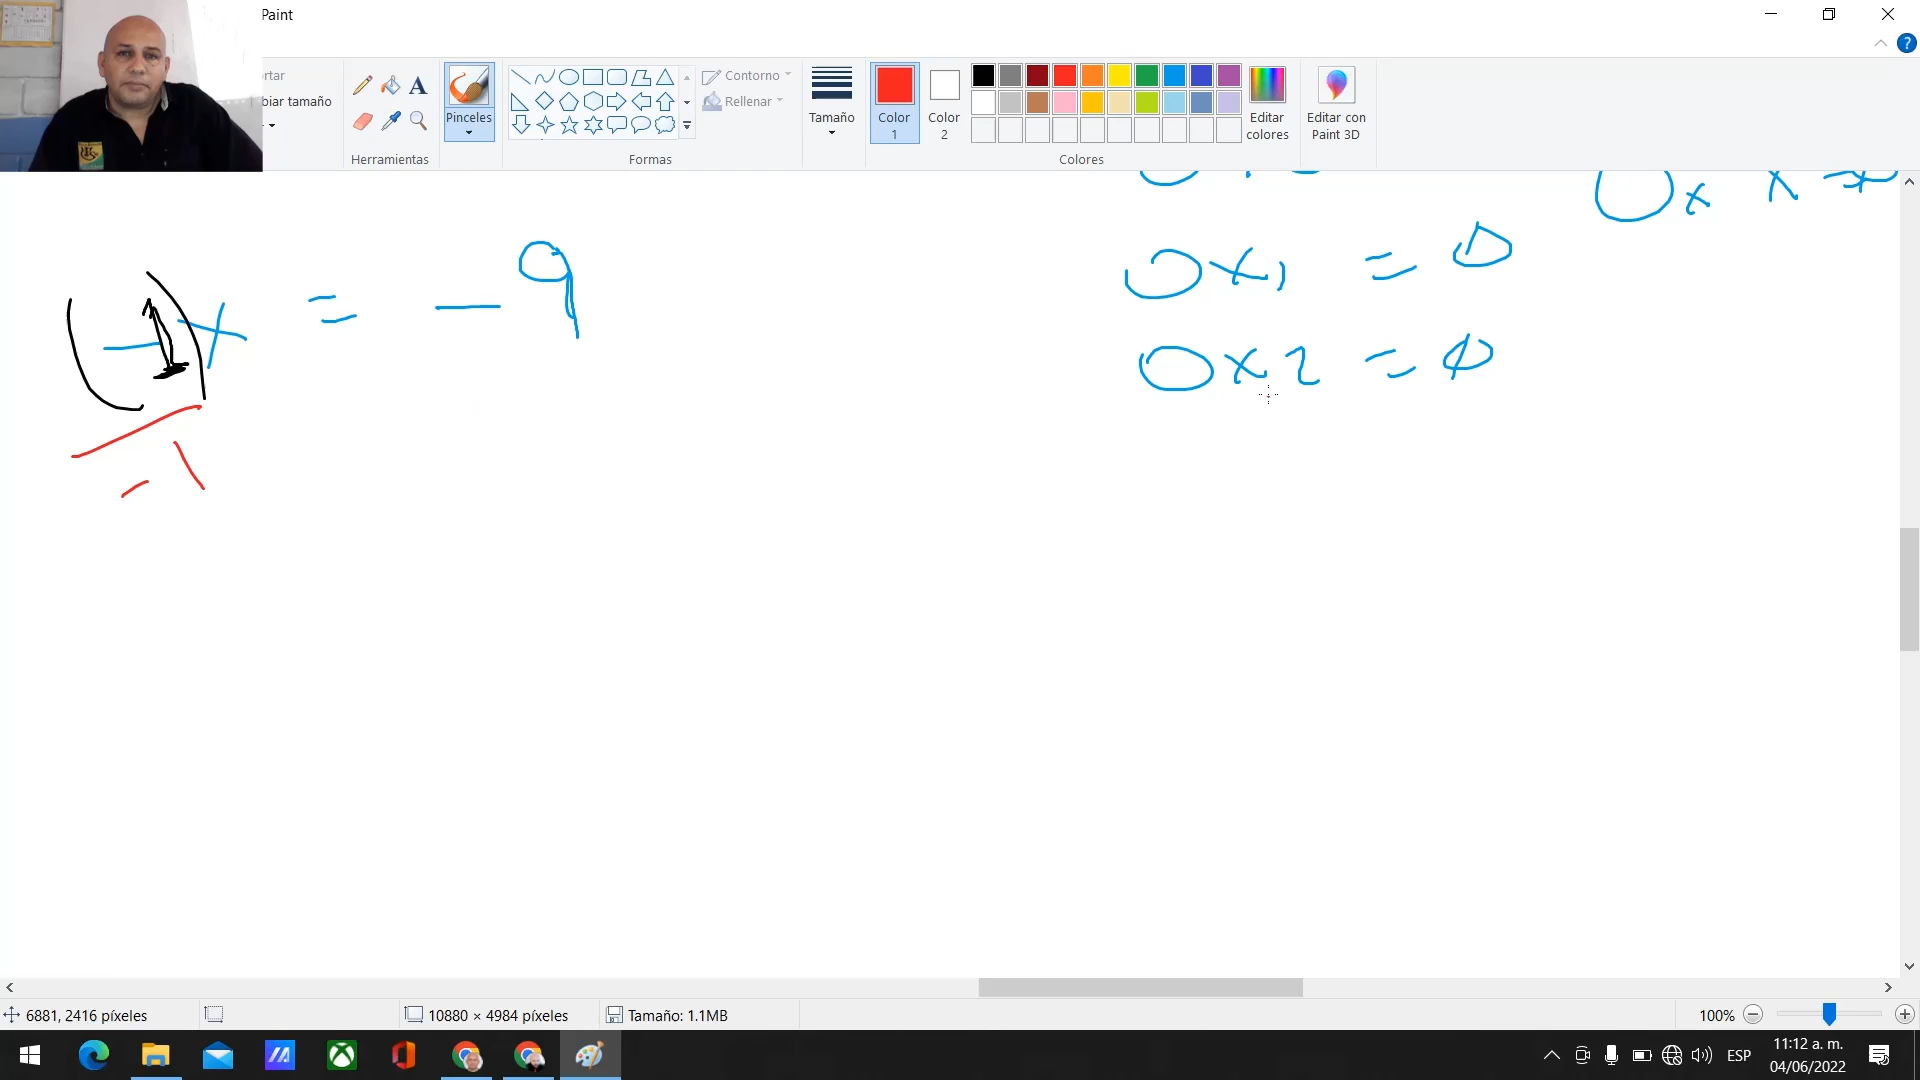 Paint
ortar
biar tamaño
Herramientas
Pinceles
Contorno
Rellenar
Formas
Tamaño
Color 1
Color 2
Colores
Editar colores
Editar con Paint 3D
?
(-1)x = -9
-1
0x1 = 0
0x2 = 0
6881, 2416 píxeles
10880 × 4984 píxeles
Tamaño: 1.1MB
100%
ESP
11:12 a. m.
04/06/2022